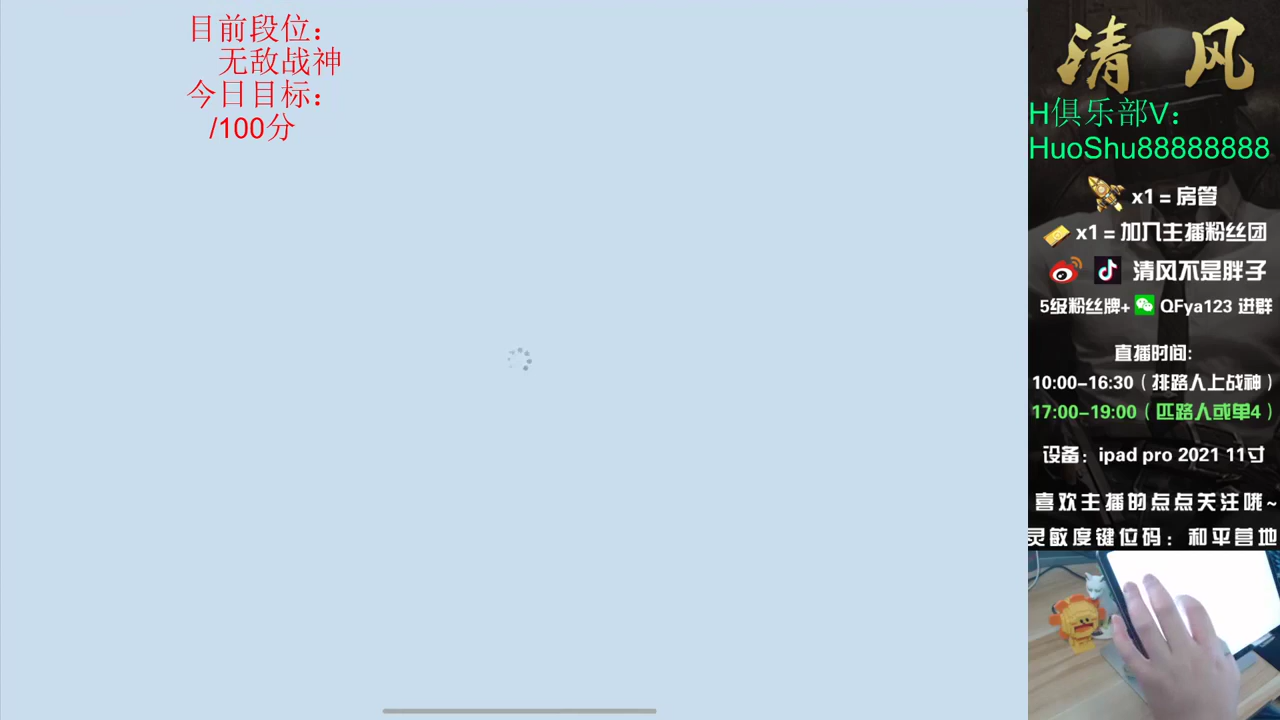 目前段位：
无敌战神
今日目标：
/100分
清 风
H俱乐部V：
HuoShu88888888
x1 = 房管
x1 = 加入主播粉丝团
清风不是胖子
5级粉丝牌+ QFya123 进群
直播时间:
10:00-16:30（排路人上战神）
17:00-19:00（匹路人或单4）
设备：ipad pro 2021 11寸
喜欢主播的点点关注哦~
灵敏度键位码：和平营地